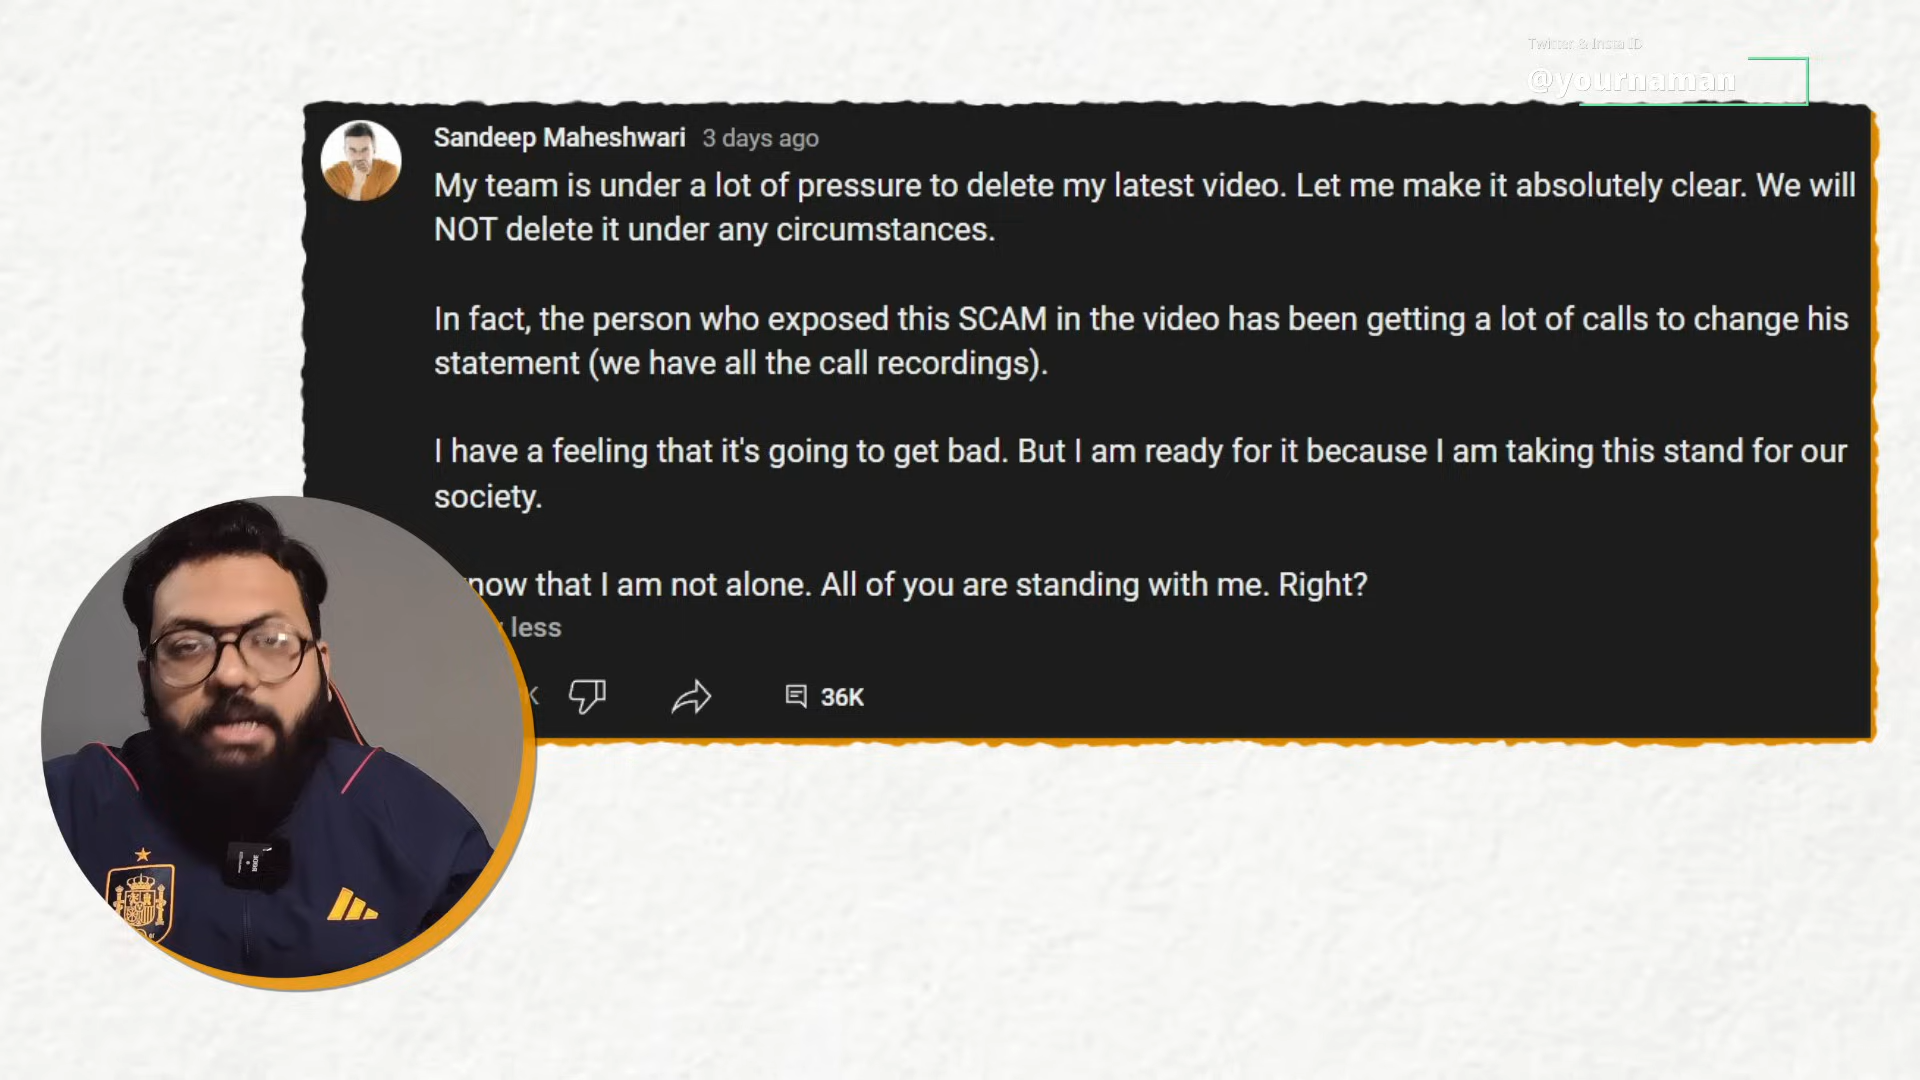 Twitter & Insta ID
@yournaman
Sandeep Maheshwari 3 days ago
My team is under a lot of pressure to delete my latest video. Let me make it absolutely clear. We will
NOT delete it under any circumstances.
In fact, the person who exposed this SCAM in the video has been getting a lot of calls to change his
statement (we have all the call recordings).
I have a feeling that it's going to get bad. But I am ready for it because I am taking this stand for our
society.
now that I am not alone. All of you are standing with me. Right?
less
K 36K